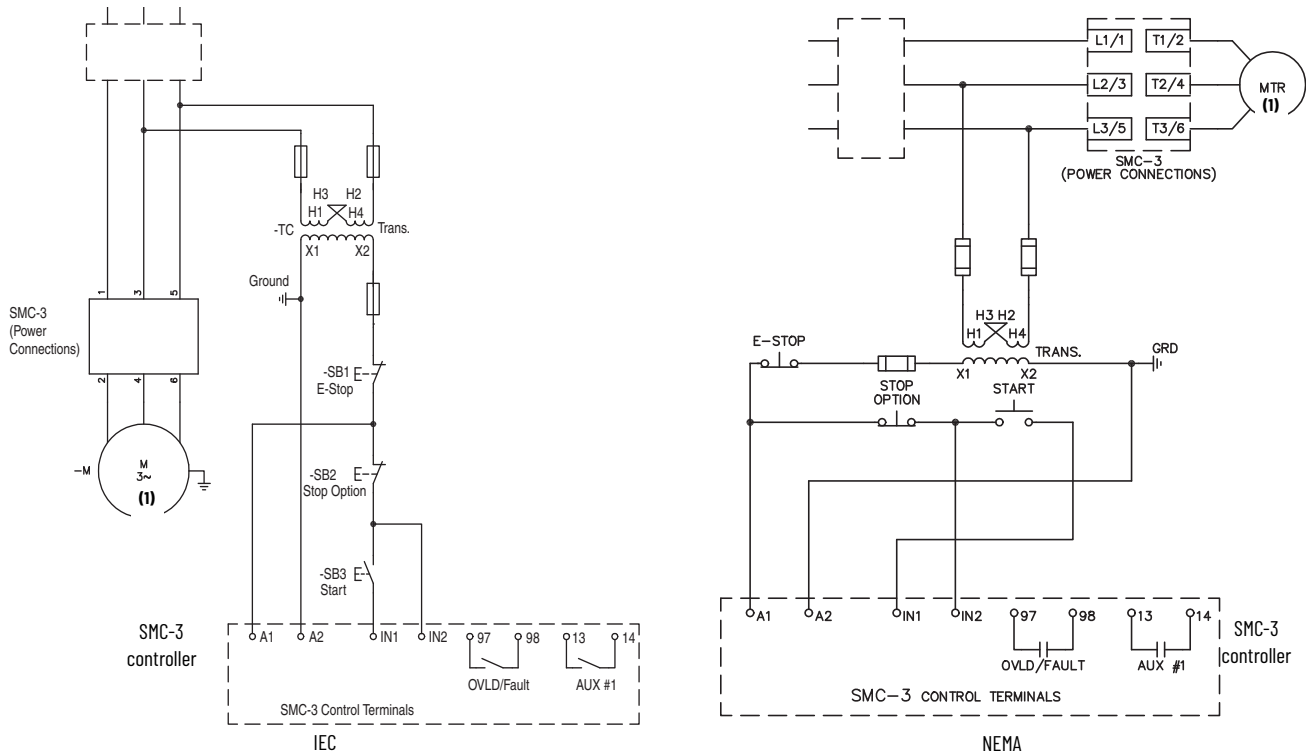 H3 H2
H1 H4
-TC
Trans.
X1 X2
Ground
1
3
5
SMC-3
(Power
Connections)
2
4
6
-SB1
E-Stop
–M
M
3~
(1)
-SB2
Stop Option
-SB3
Start
SMC-3
controller
A1
A2
IN1
IN2
97
98
13
14
OVLD/Fault
AUX #1
SMC-3 Control Terminals
IEC
L1/1
T1/2
L2/3
T2/4
L3/5
T3/6
MTR
(1)
SMC-3
(POWER CONNECTIONS)
H3 H2
H1 H4
E-STOP
TRANS.
GRD
X1
X2
STOP
OPTION
START
A1
A2
IN1
IN2
97
98
13
14
OVLD/FAULT
AUX #1
SMC-3 CONTROL TERMINALS
SMC-3
controller
NEMA